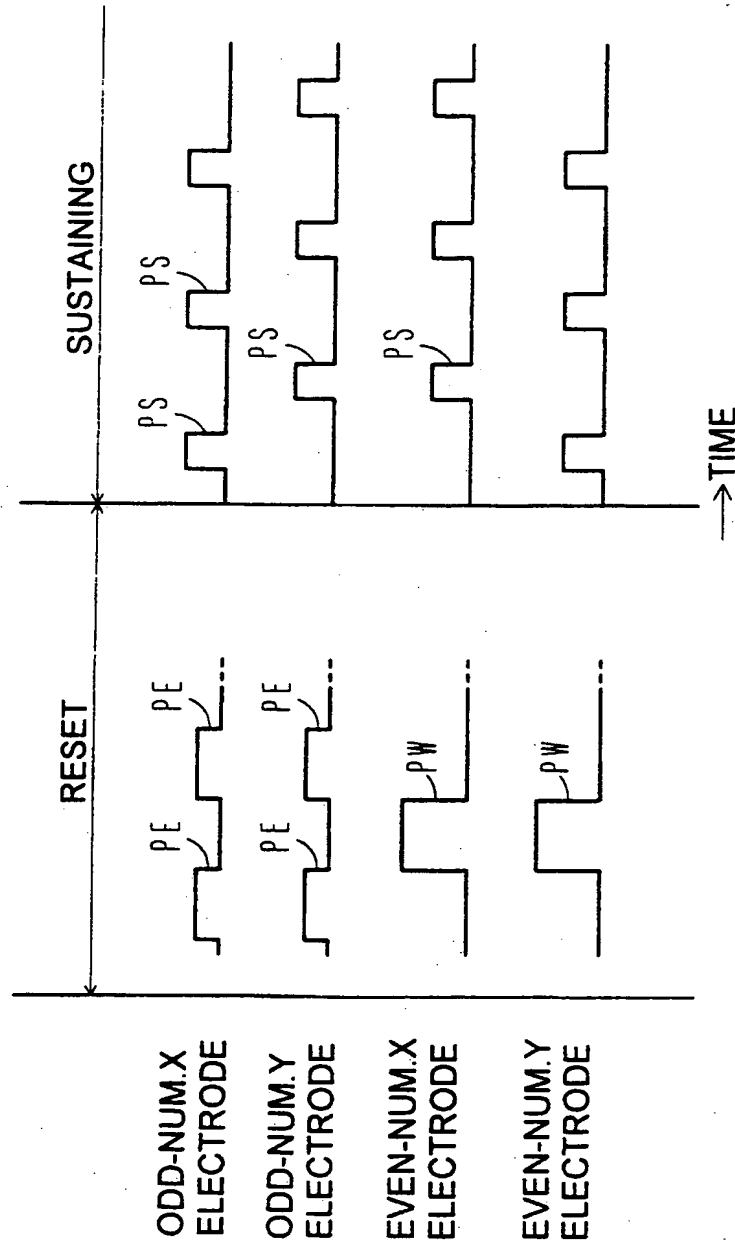 RESET
SUSTAINING
ODD-NUM.X
ELECTRODE
PE
PE
PS
PS
ODD-NUM.Y
ELECTRODE
PE
PE
PS
EVEN-NUM.X
ELECTRODE
PW
PS
EVEN-NUM.Y
ELECTRODE
PW
TIME